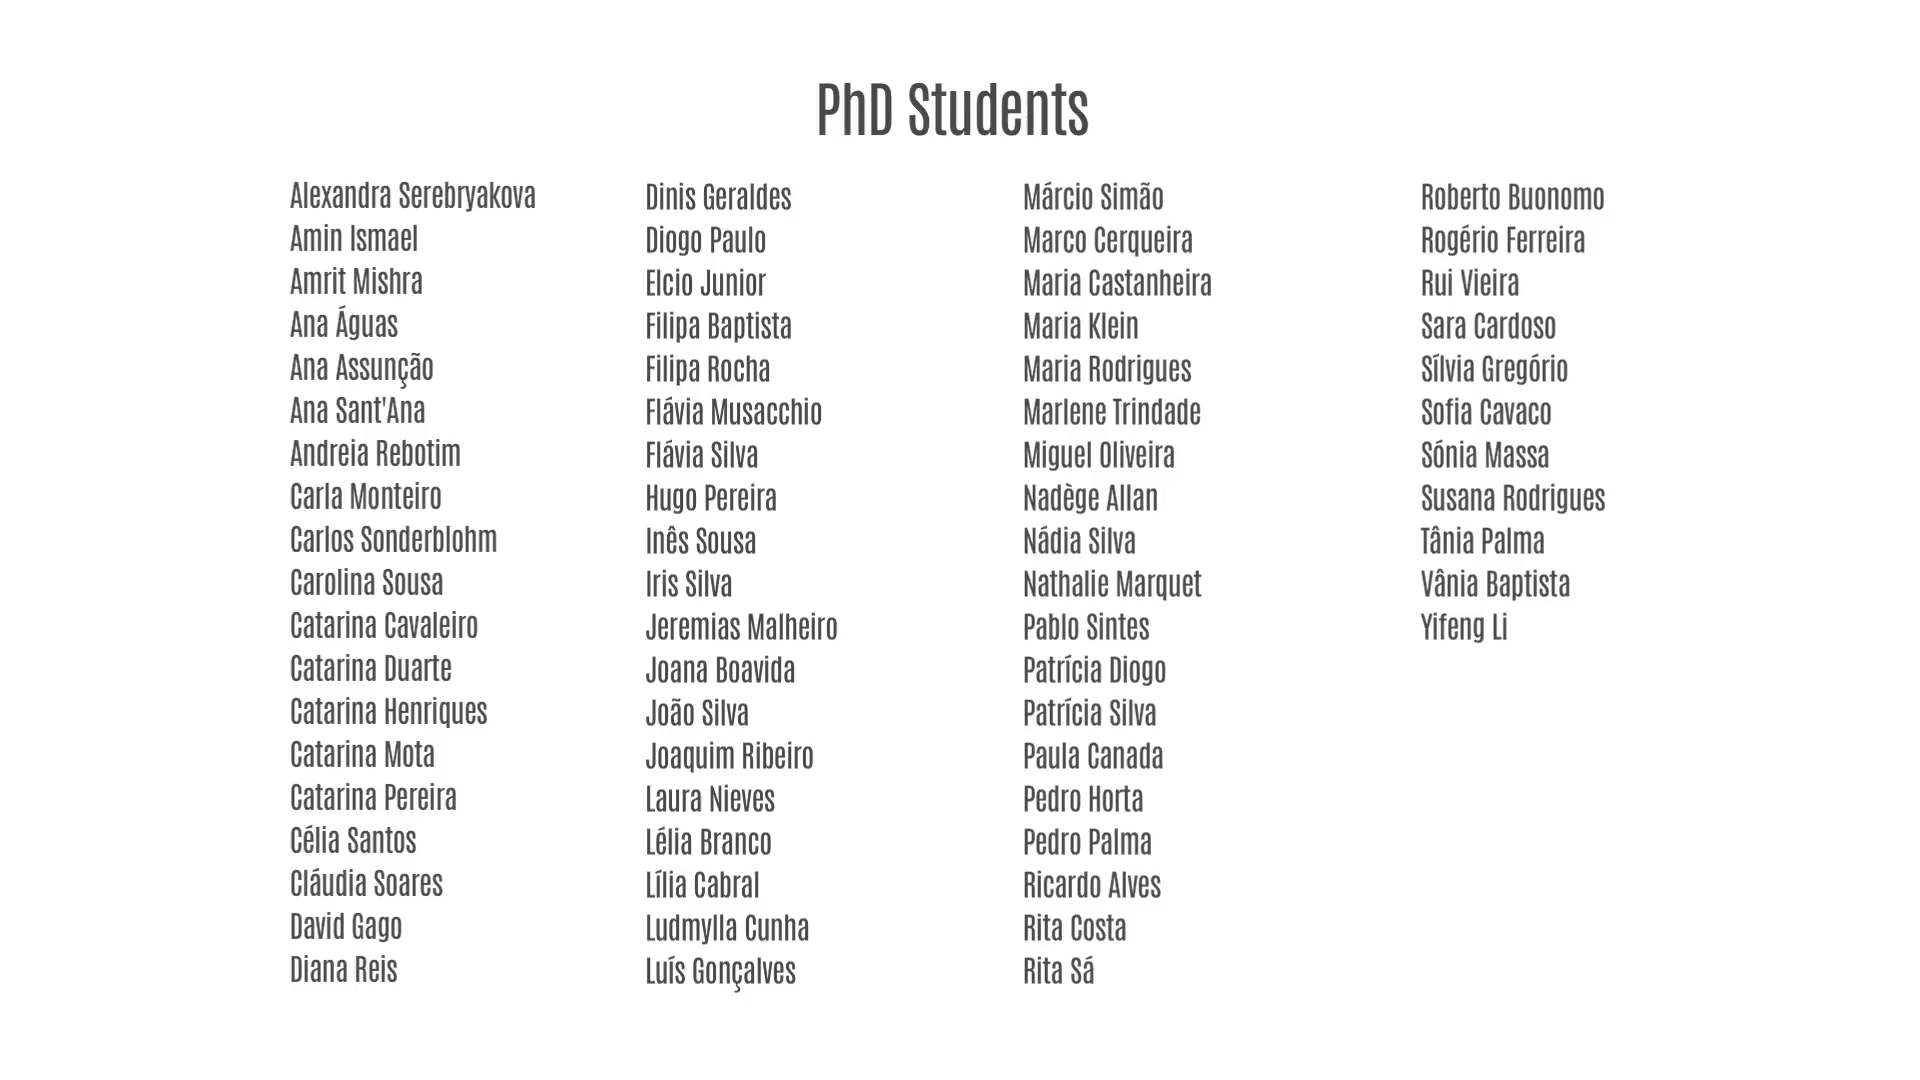 PhD Students
Alexandra Serebryakova
Amin Ismael
Amrit Mishra
Ana Águas
Ana Assunção
Ana Sant'Ana
Andreia Rebotim
Carla Monteiro
Carlos Sonderblohm
Carolina Sousa
Catarina Cavaleiro
Catarina Duarte
Catarina Henriques
Catarina Mota
Catarina Pereira
Célia Santos
Cláudia Soares
David Gago
Diana Reis
Dinis Geraldes
Diogo Paulo
Elcio Junior
Filipa Baptista
Filipa Rocha
Flávia Musacchio
Flávia Silva
Hugo Pereira
Inês Sousa
Iris Silva
Jeremias Malheiro
Joana Boavida
João Silva
Joaquim Ribeiro
Laura Nieves
Lélia Branco
Lília Cabral
Ludmylla Cunha
Luís Gonçalves
Márcio Simão
Marco Cerqueira
Maria Castanheira
Maria Klein
Maria Rodrigues
Marlene Trindade
Miguel Oliveira
Nadège Allan
Nádia Silva
Nathalie Marquet
Pablo Sintes
Patrícia Diogo
Patrícia Silva
Paula Canada
Pedro Horta
Pedro Palma
Ricardo Alves
Rita Costa
Rita Sá
Roberto Buonomo
Rogério Ferreira
Rui Vieira
Sara Cardoso
Sílvia Gregório
Sofia Cavaco
Sónia Massa
Susana Rodrigues
Tânia Palma
Vânia Baptista
Yifeng Li